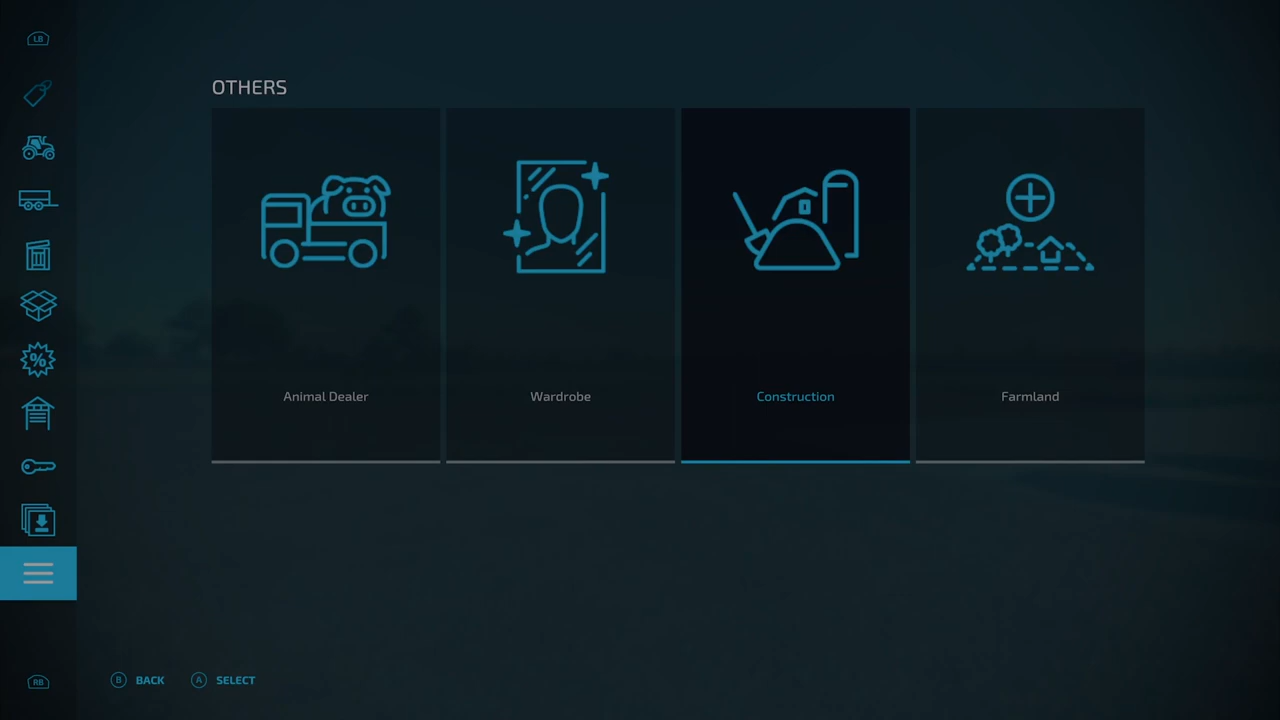 LB
OTHERS
Animal Dealer
Wardrobe
Construction
Farmland
%
B BACK A SELECT
RB